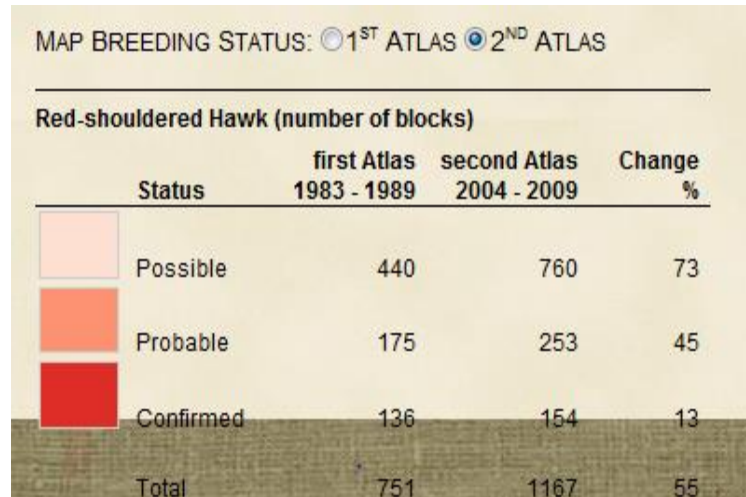 MAP BREEDING STATUS: 1ST ATLAS 2ND ATLAS
Red-shouldered Hawk (number of blocks)
first Atlas second Atlas Change
Status 1983 - 1989 2004 - 2009 %
Possible 440 760 73
Probable 175 253 45
Confirmed 136 154 13
Total 751 1167 55